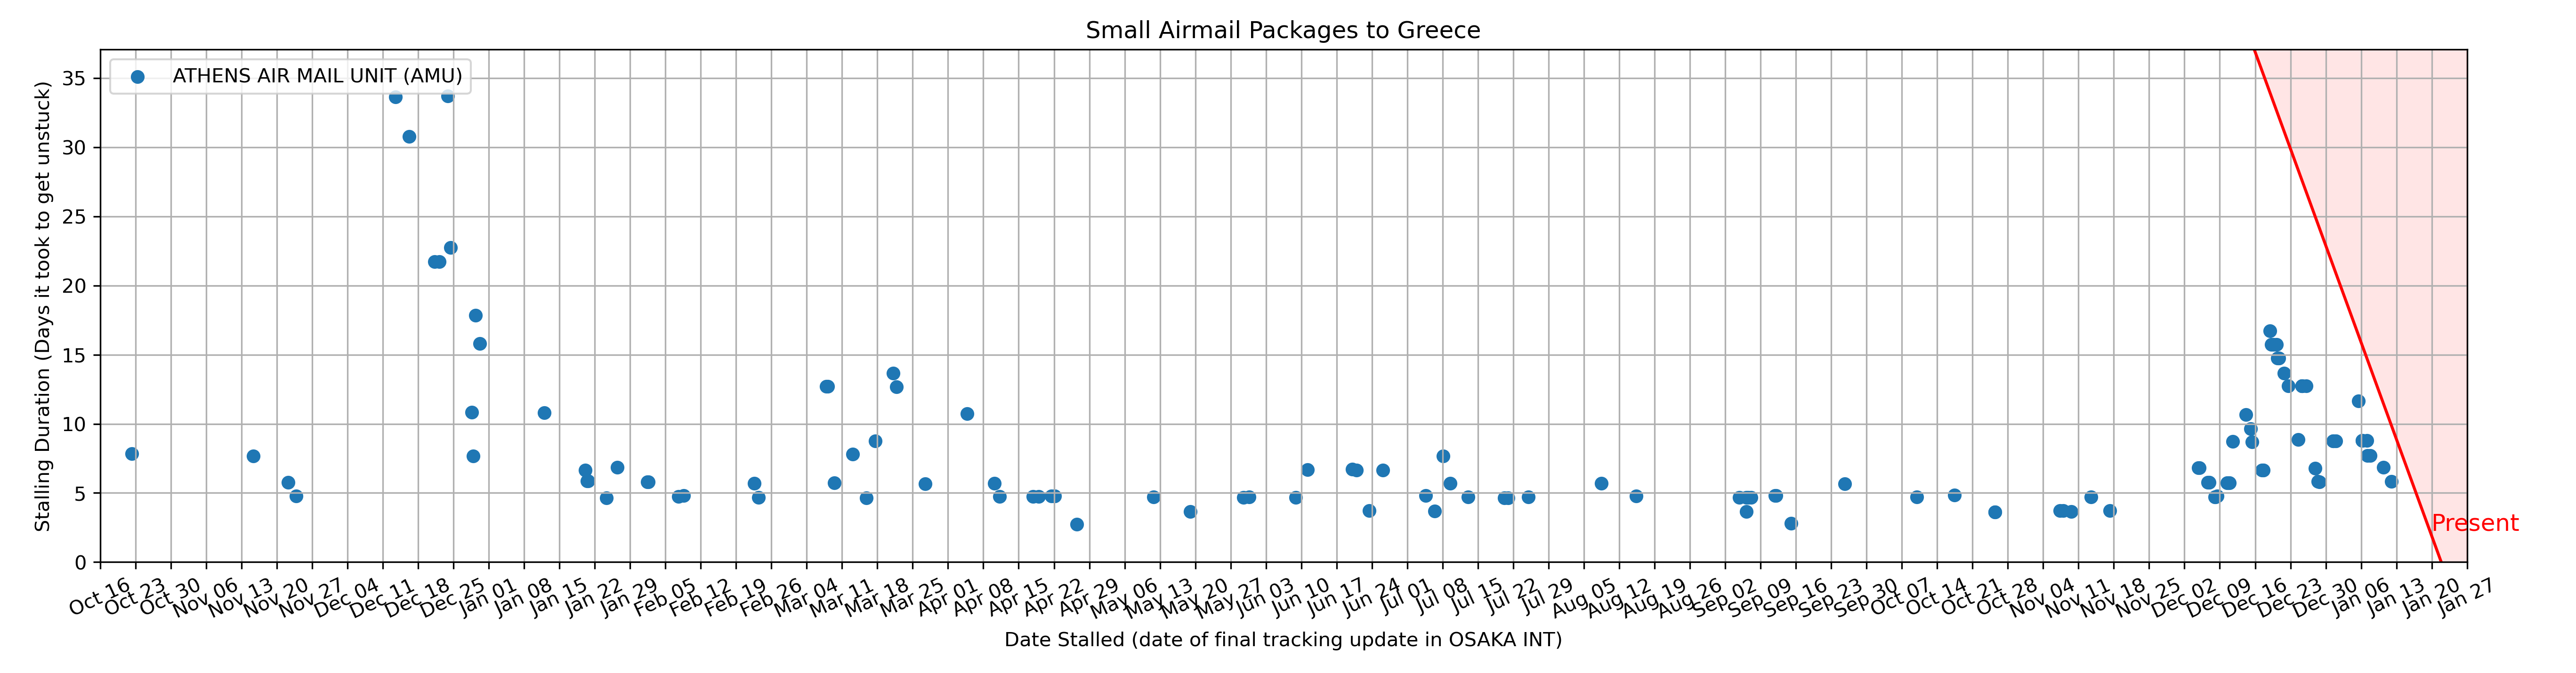 Small Airmail Packages to Greece
ATHENS AIR MAIL UNIT (AMU)
Stalling Duration (Days it took to get unstuck)
35
30
25
20
15
10
5
0
Present
Oct 16 Oct 23 Oct 30 Nov 06 Nov 13 Nov 20 Nov 27 Dec 04 Dec 11 Dec 18 Dec 25 Jan 01 Jan 08 Jan 15 Jan 22 Jan 29 Feb 05 Feb 12 Feb 19 Feb 26 Mar 04 Mar 11 Mar 18 Mar 25 Apr 01 Apr 08 Apr 15 Apr 22 Apr 29 May 06 May 13 May 20 May 27 Jun 03 Jun 10 Jun 17 Jun 24 Jul 01 Jul 08 Jul 15 Jul 22 Jul 29 Aug 05 Aug 12 Aug 19 Aug 26 Sep 02 Sep 09 Sep 16 Sep 23 Sep 30 Oct 07 Oct 14 Oct 21 Oct 28 Nov 04 Nov 11 Nov 18 Nov 25 Dec 02 Dec 09 Dec 16 Dec 23 Dec 30 Jan 06 Jan 13 Jan 20 Jan 27
Date Stalled (date of final tracking update in OSAKA INT)